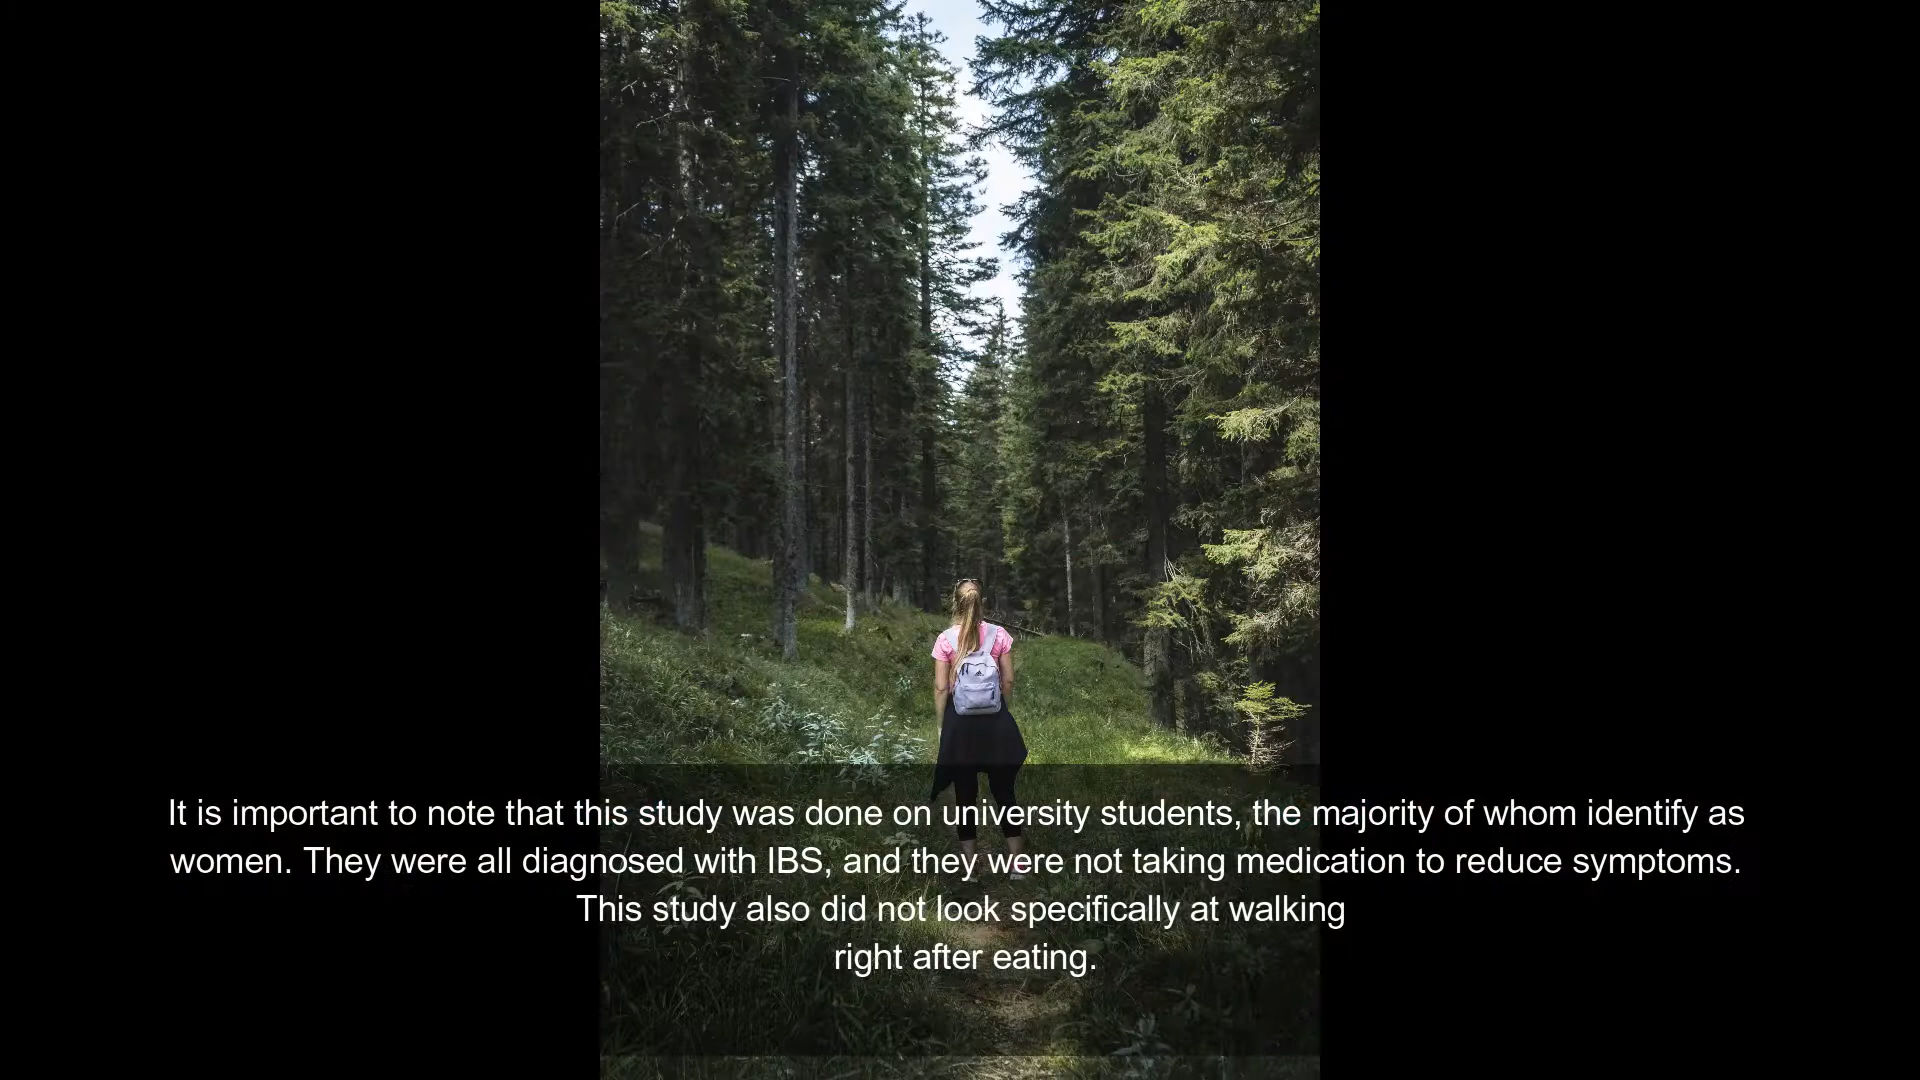 It is important to note that this study was done on university students, the majority of whom identify as
women. They were all diagnosed with IBS, and they were not taking medication to reduce symptoms.
This study also did not look specifically at walking
right after eating.